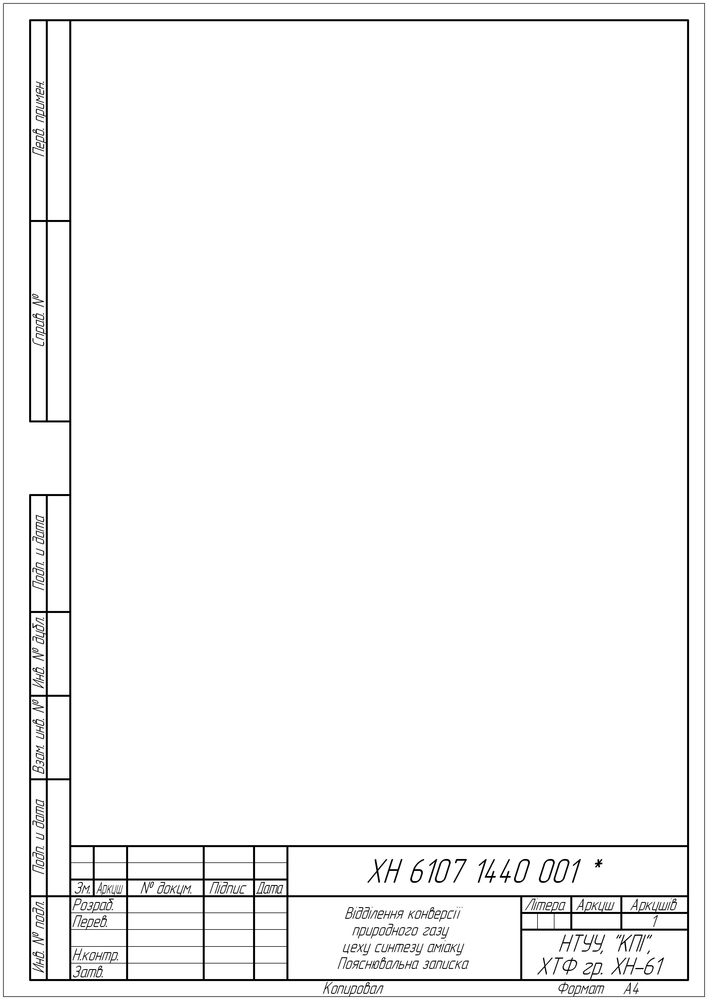 Перв. примен.
Справ. №
Подп. и дата
Инв. № дубл.
Взам. инв. №
Подп. и дата
Инв. № подл.
ХН 6107 1440 001 *
Зм. Аркуш № докум. Підпис Дата
Розраб.
Перев.
Н.контр.
Затв.
Відділення конверсії
природного газу
цеху синтезу аміаку
Пояснювальна записка
Літера Аркуш Аркушів
1
НТУУ, "КПІ",
ХТФ гр. ХН-61
Копировал Формат А4